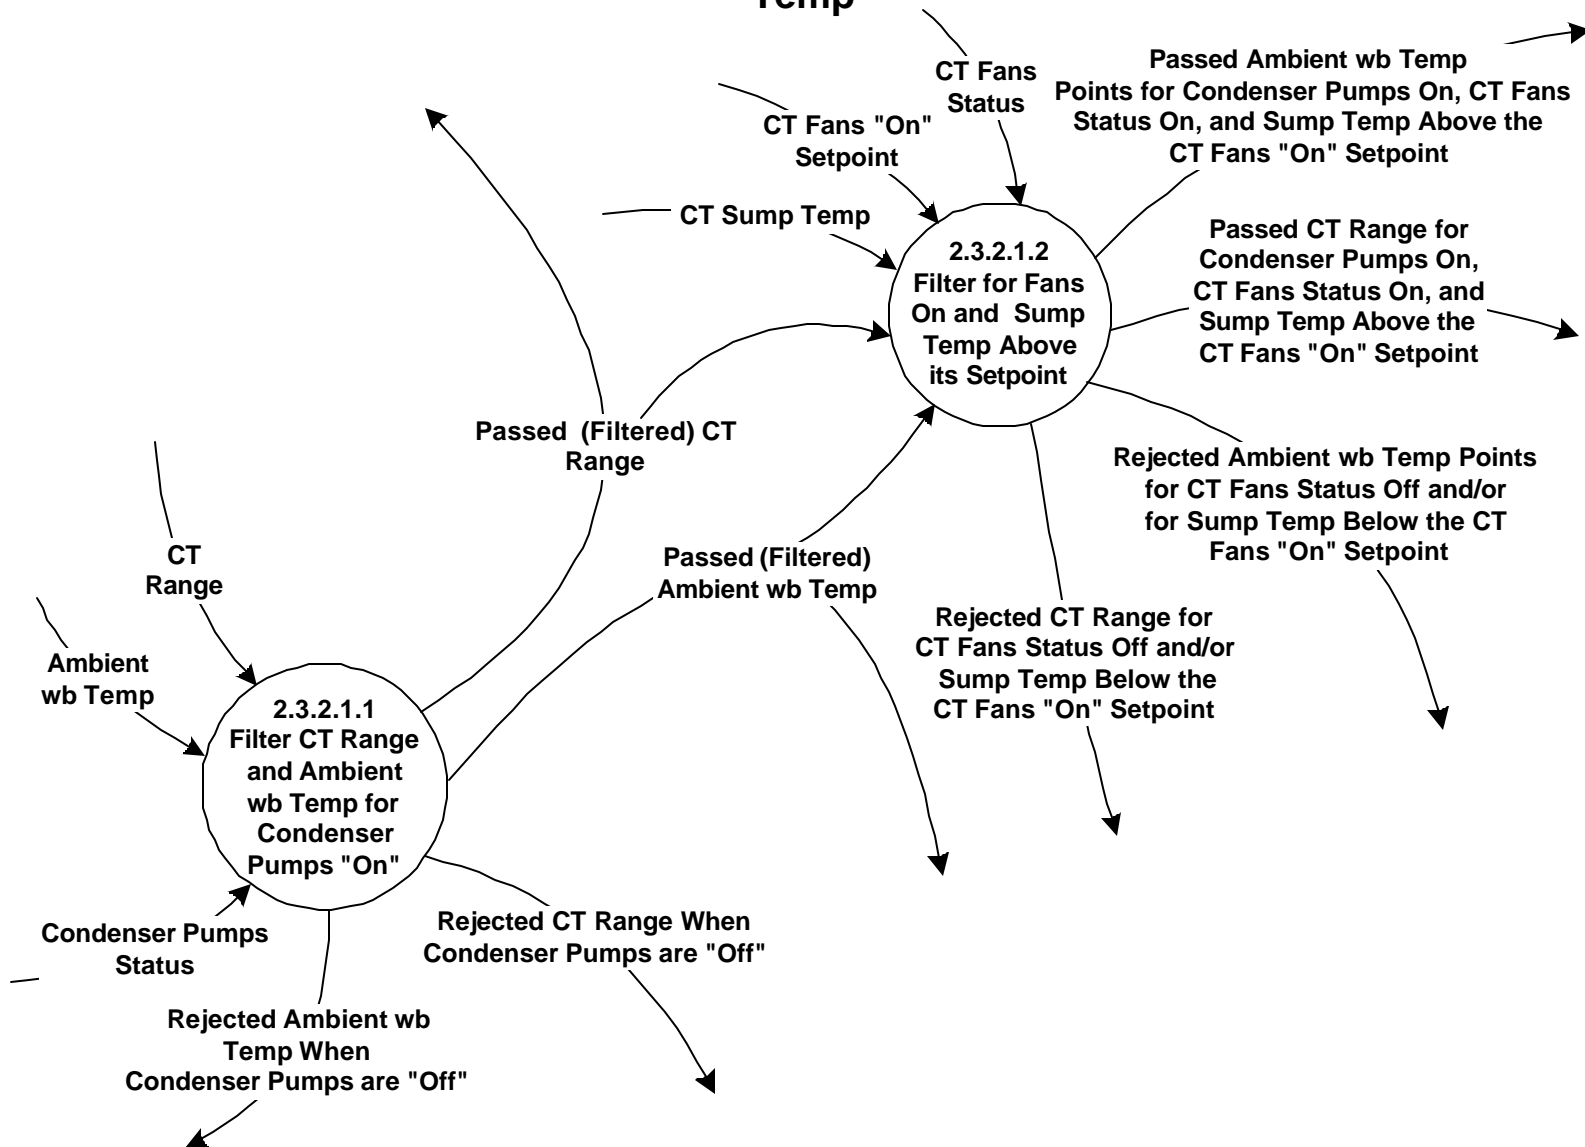 Temp
CT Fans
Status
Passed Ambient wb Temp
Points for Condenser Pumps On, CT Fans
Status On, and Sump Temp Above the
CT Fans "On" Setpoint
CT Fans "On"
Setpoint
CT Sump Temp
2.3.2.1.2
Filter for Fans
On and Sump
Temp Above
its Setpoint
Passed CT Range for
Condenser Pumps On,
CT Fans Status On, and
Sump Temp Above the
CT Fans "On" Setpoint
Passed (Filtered) CT
Range
Rejected Ambient wb Temp Points
for CT Fans Status Off and/or
for Sump Temp Below the CT
Fans "On" Setpoint
CT
Range
Passed (Filtered)
Ambient wb Temp
Rejected CT Range for
CT Fans Status Off and/or
Sump Temp Below the
CT Fans "On" Setpoint
Ambient
wb Temp
2.3.2.1.1
Filter CT Range
and Ambient
wb Temp for
Condenser
Pumps "On"
Condenser Pumps
Status
Rejected CT Range When
Condenser Pumps are "Off"
Rejected Ambient wb
Temp When
Condenser Pumps are "Off"